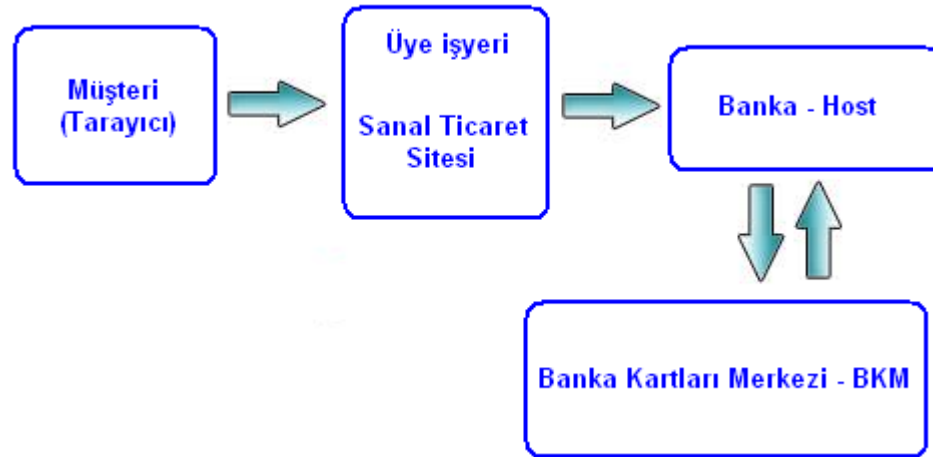 Müşteri
(Tarayıcı)
Üye işyeri
Sanal Ticaret
Sitesi
Banka - Host
Banka Kartları Merkezi - BKM